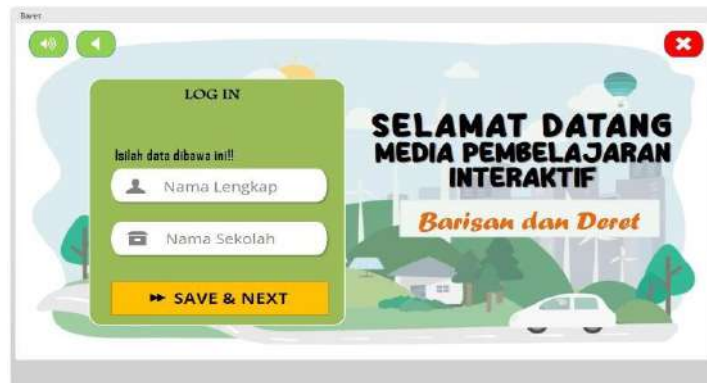 LOG IN
Isilah data dibawa ini!!
Nama Lengkap
Nama Sekolah
SAVE & NEXT
SELAMAT DATANG
MEDIA PEMBELAJARAN
INTERAKTIF
Barisan dan Deret